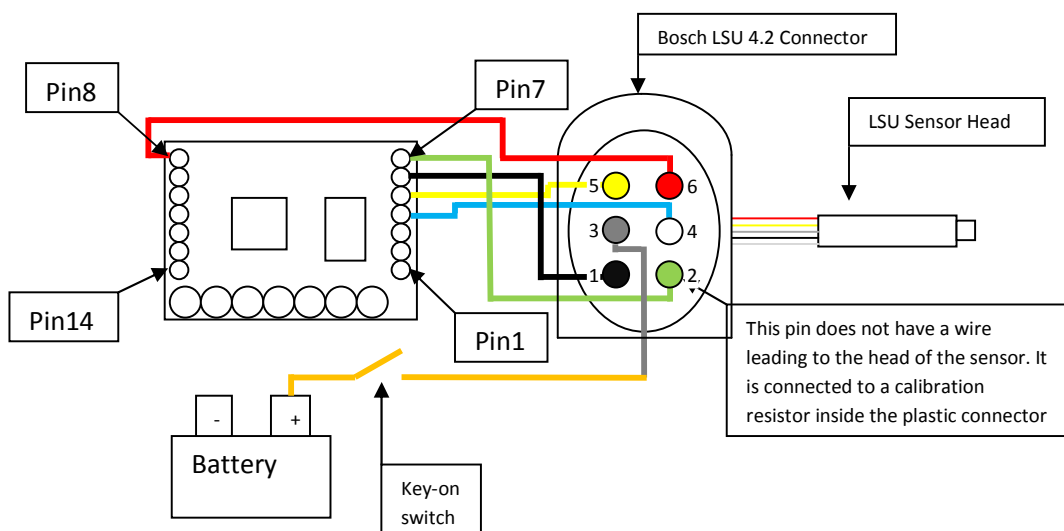 Bosch LSU 4.2 Connector
Pin8
Pin7
LSU Sensor Head
5
6
3
4
1
2
Pin14
Pin1
This pin does not have a wire
leading to the head of the sensor. It
is connected to a calibration
resistor inside the plastic connector
-
+
Battery
Key-on
switch